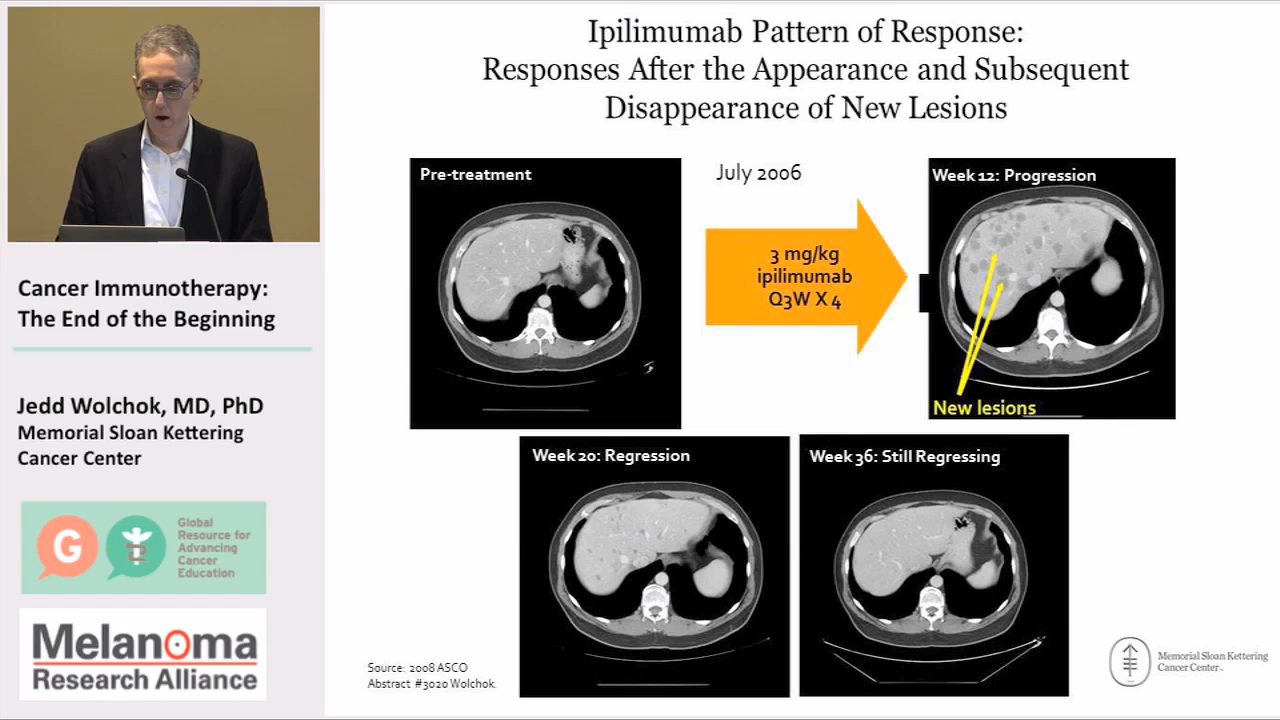 Ipilimumab Pattern of Response:
Responses After the Appearance and Subsequent
Disappearance of New Lesions
Pre-treatment
July 2006
3 mg/kg
ipilimumab
Q3W X 4
Week 12: Progression
New lesions
Week 20: Regression
Week 36: Still Regressing
Source: 2008 ASCO
Abstract #3020 Wolchok.
Memorial Sloan Kettering
Cancer Center
Cancer Immunotherapy:
The End of the Beginning
Jedd Wolchok, MD, PhD
Memorial Sloan Kettering
Cancer Center
G
Global
Resource for
Advancing
Cancer
Education
Melanoma
Research Alliance